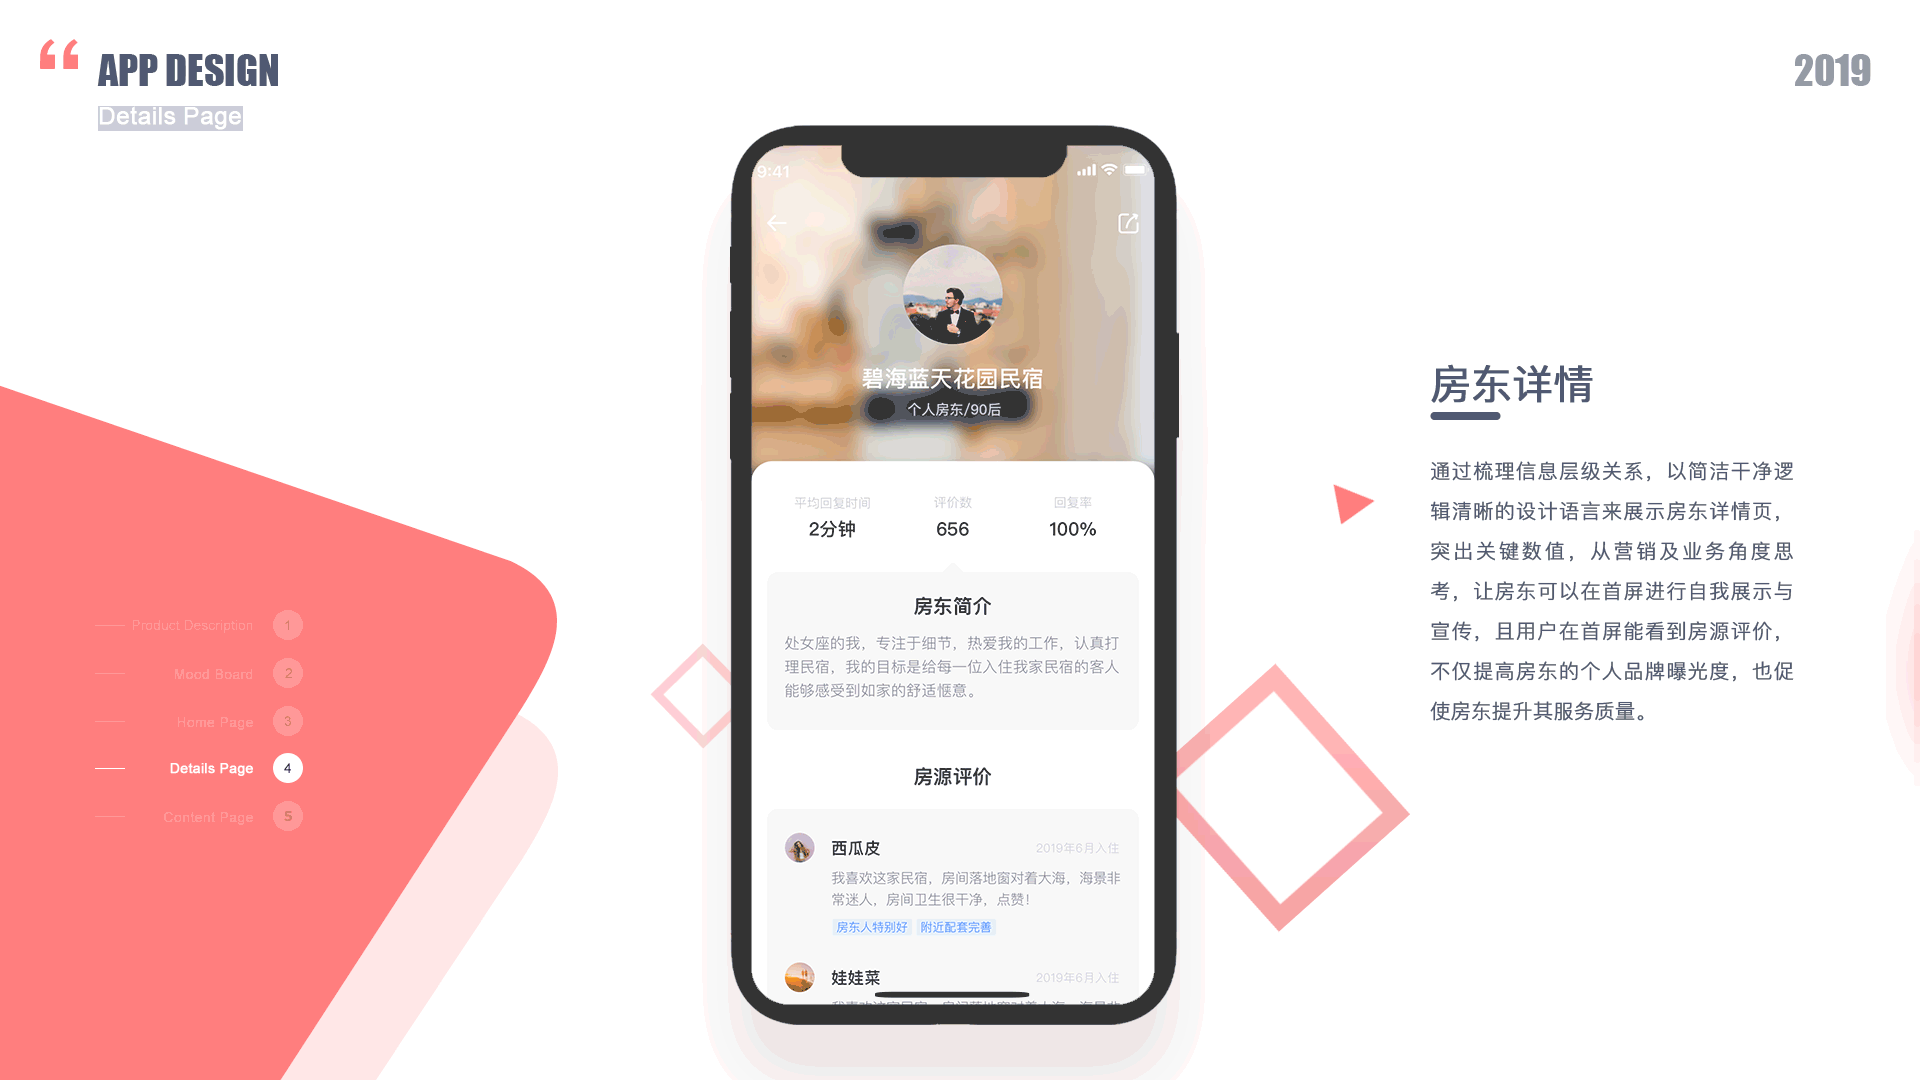 APP DESIGN
Details Page
2019
9:41
碧海蓝天花园民宿
个人房东/90后
平均回复时间 评价数 回复率
2分钟 656 100%
房东简介
处女座的我，专注于细节，热爱我的工作，认真打
理民宿，我的目标是给每一位入住我家民宿的客人
能够感受到如家的舒适惬意。
房源评价
西瓜皮 2019年6月入住
我喜欢这家民宿，房间落地窗对着大海，海景非
常迷人，房间卫生很干净，点赞！
房东人特别好 附近配套完善
娃娃菜 2019年6月入住
Product Description 1
Mood Board 2
Home Page 3
Details Page 4
Content Page 5
房东详情
通过梳理信息层级关系，以简洁干净逻
辑清晰的设计语言来展示房东详情页，
突出关键数值，从营销及业务角度思
考，让房东可以在首屏进行自我展示与
宣传，且用户在首屏能看到房源评价，
不仅提高房东的个人品牌曝光度，也促
使房东提升其服务质量。